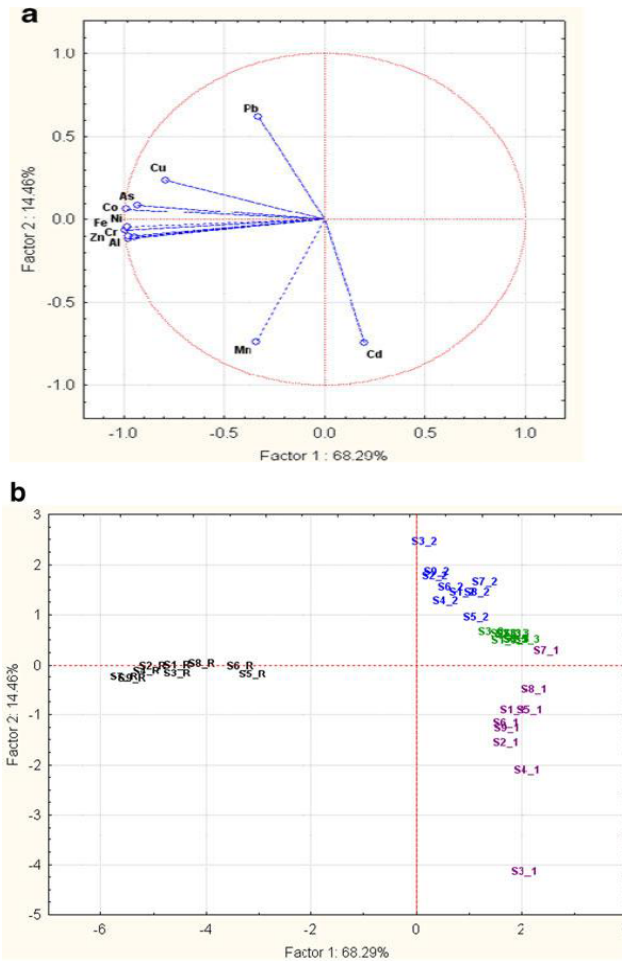 a
1.0
Pb
0.5
Cu
As
Co
Ni
0.0
Fe
Cr
Zn
Al
-0.5
Mn
Cd
-1.0
-1.0 -0.5 0.0 0.5 1.0
Factor 2 : 14.46%
Factor 1 : 68.29%
b
3
S3_2
2
S9_2
S2_2
S7_2
S6_2
S1_2
S8_2
S4_2
1
S5_2
S7_1
0
S2_R S1_R S8_R S6_R
S3_R
S5_R
S9_R
S8_1
-1
S1_1
S5_1
S6_1
S9_1
S2_1
-2
S4_1
-3
-4
S3_1
-5
-6 -4 -2 0 2
Factor 2: 14.46%
Factor 1: 68.29%